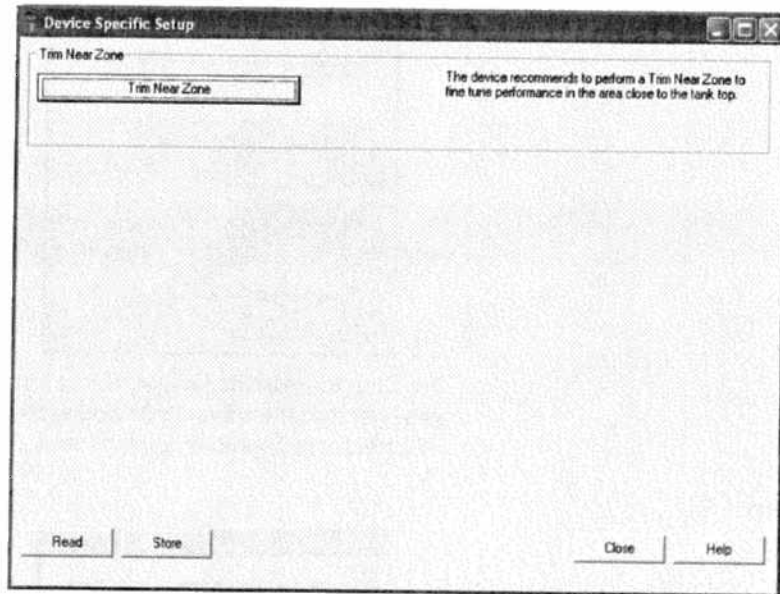 Device Specific Setup
Trim Near Zone
Trim Near Zone
The device recommends to perform a Trim Near Zone to
fine tune performance in the area close to the tank top.
Read
Store
Close
Help